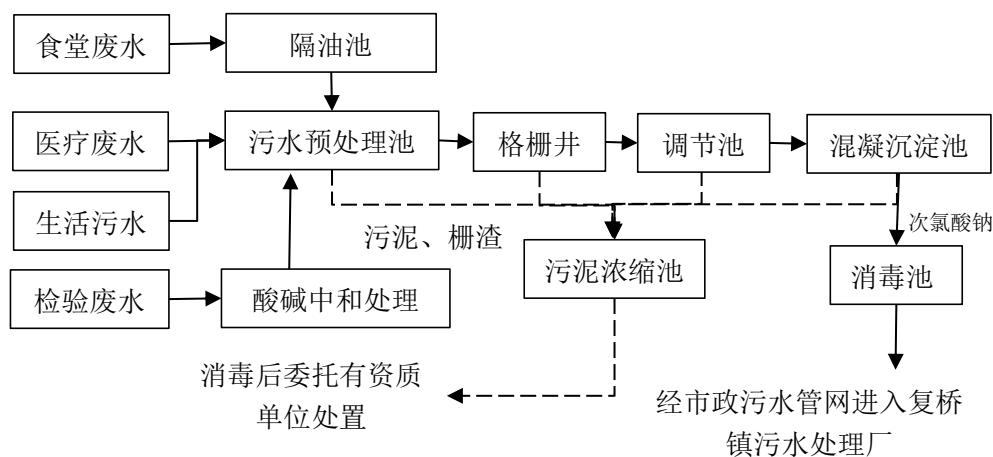 食堂废水
隔油池
医疗废水
污水预处理池
格栅井
调节池
混凝沉淀池
生活污水
污泥、栅渣
次氯酸钠
污泥浓缩池
消毒池
检验废水
酸碱中和处理
消毒后委托有资质
单位处置
经市政污水管网进入复桥
镇污水处理厂